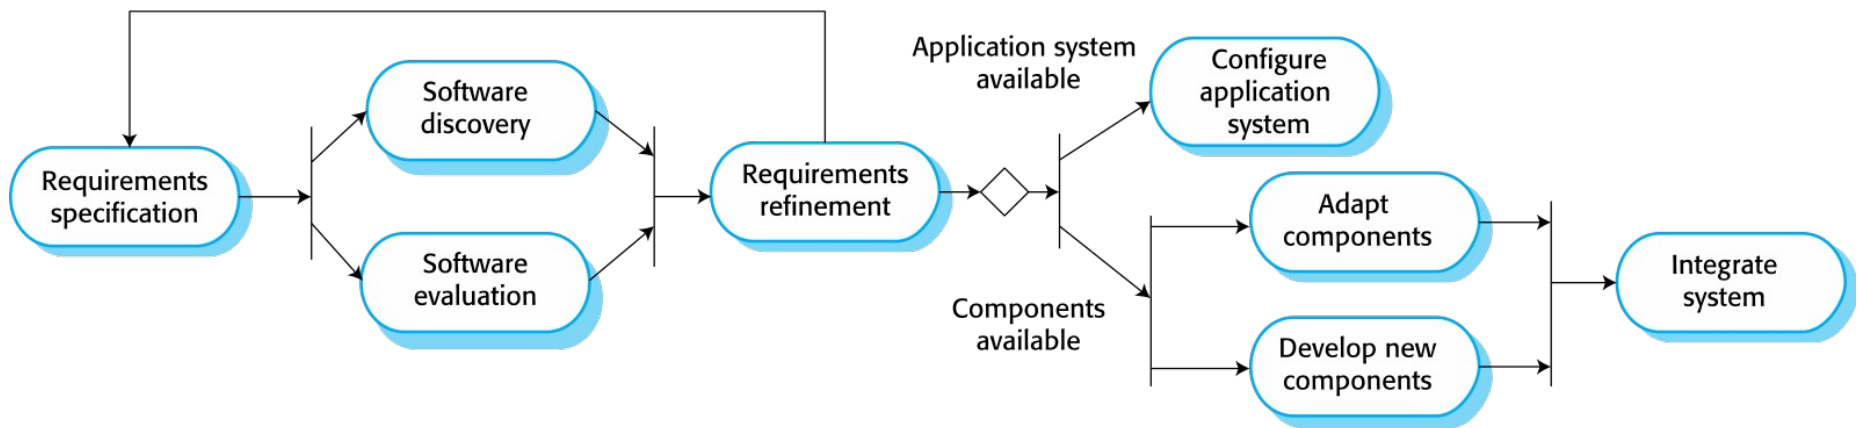 Requirements
specification
Software
discovery
Software
evaluation
Requirements
refinement
Application system
available
Components
available
Configure
application
system
Adapt
components
Develop new
components
Integrate
system